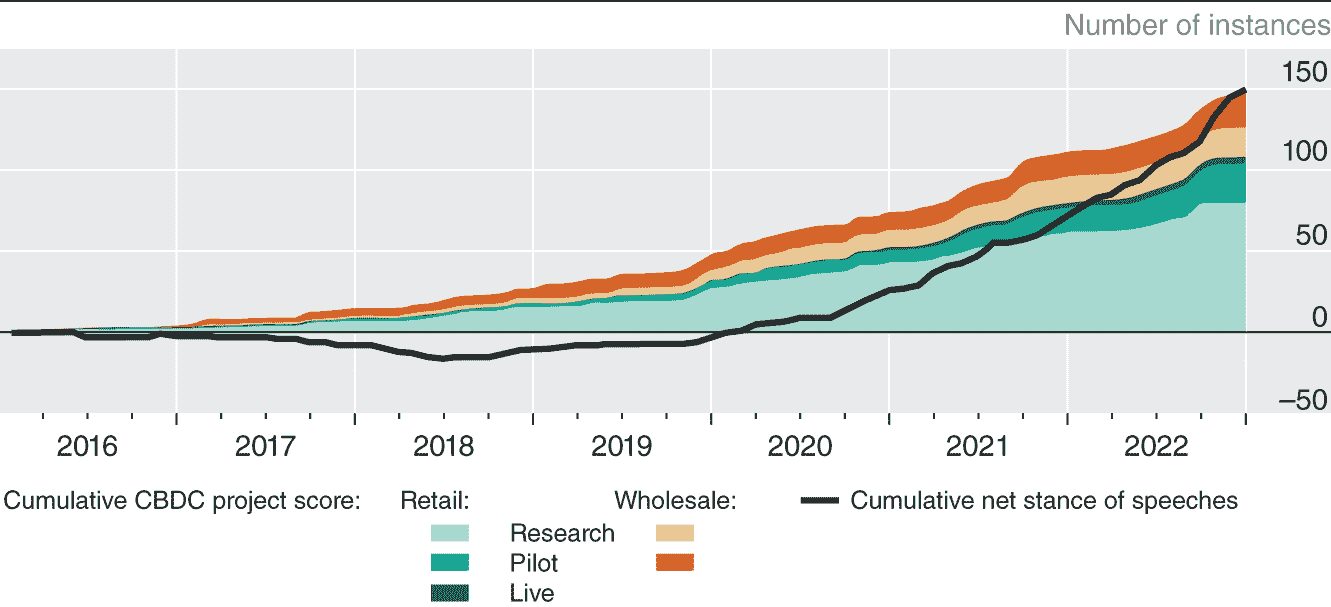 Number of instances
150
100
50
0
–50
2016 2017 2018 2019 2020 2021 2022
Cumulative CBDC project score: Retail: Wholesale: Cumulative net stance of speeches
Research
Pilot
Live